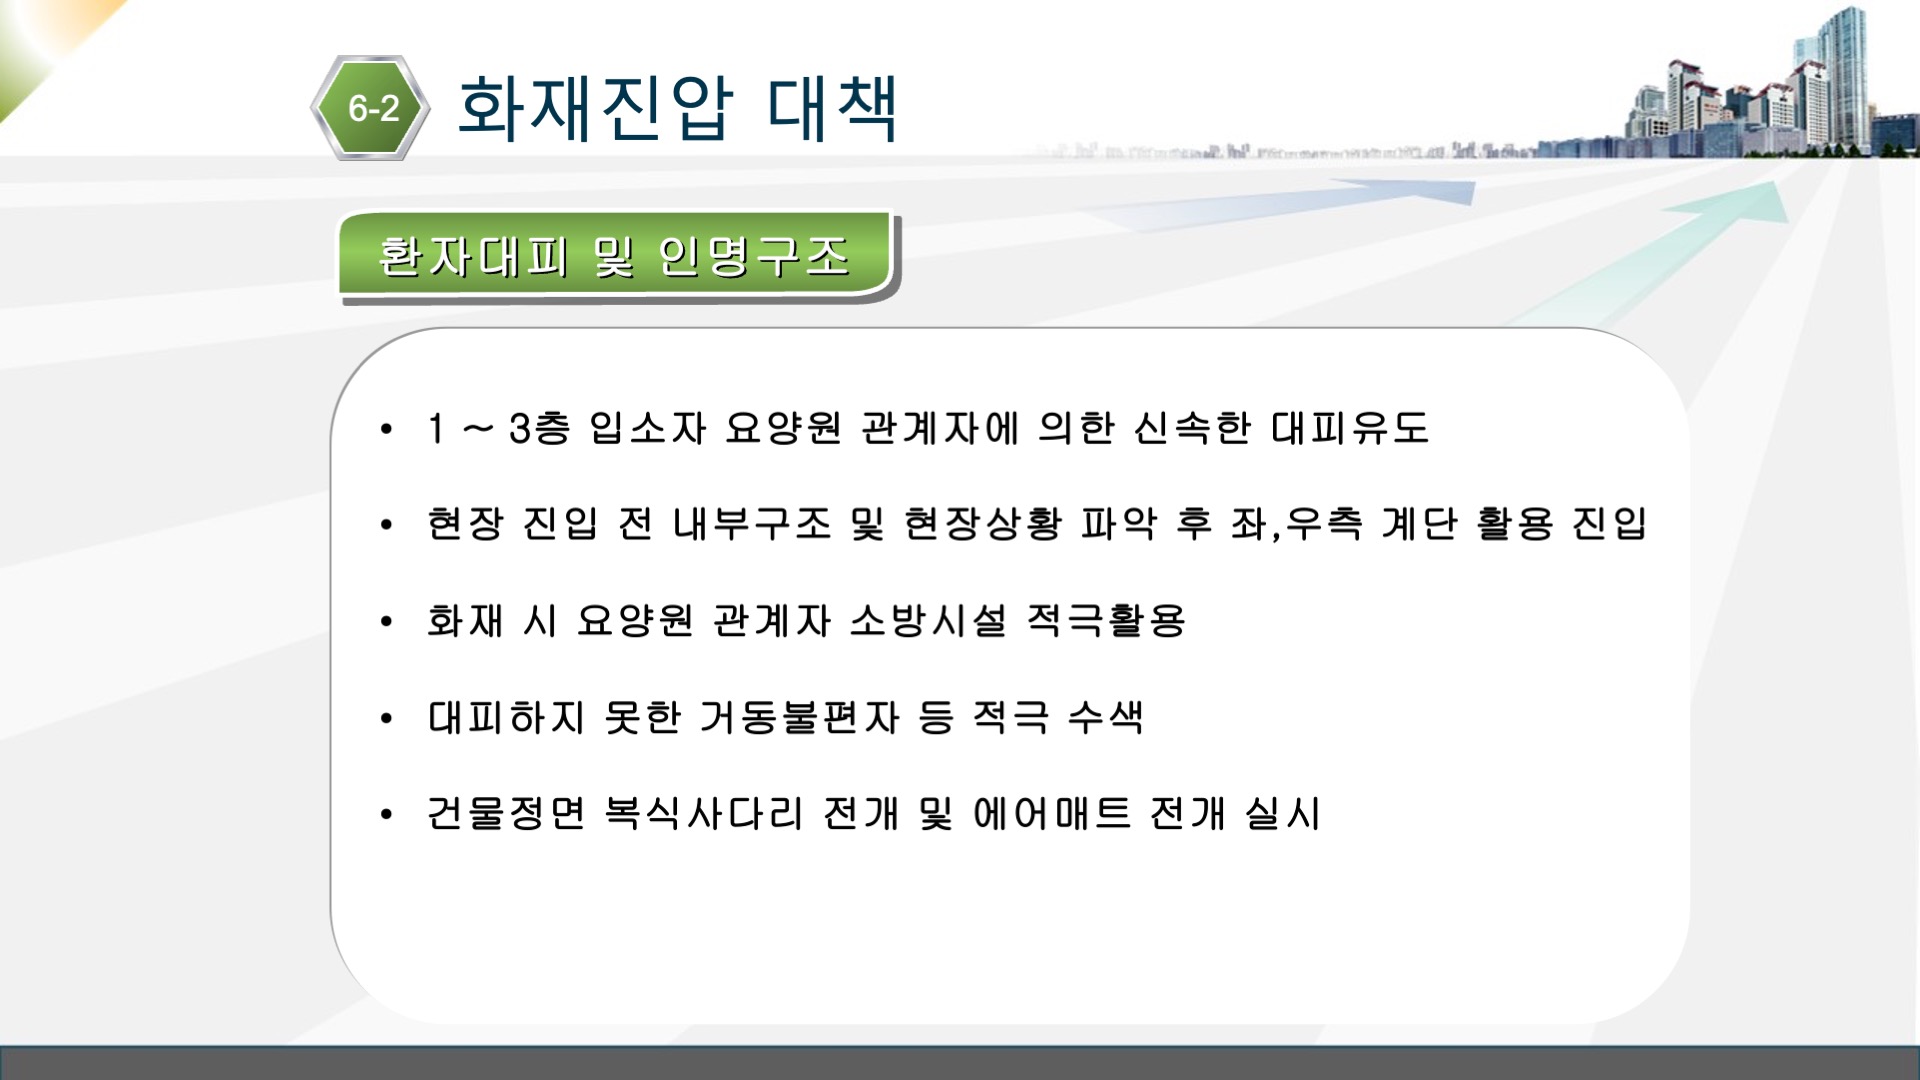 6-2 화재진압 대책
환자대피 및 인명구조
• 1 ~ 3층 입소자 요양원 관계자에 의한 신속한 대피유도
• 현장 진입 전 내부구조 및 현장상황 파악 후 좌,우측 계단 활용 진입
• 화재 시 요양원 관계자 소방시설 적극활용
• 대피하지 못한 거동불편자 등 적극 수색
• 건물정면 복식사다리 전개 및 에어매트 전개 실시